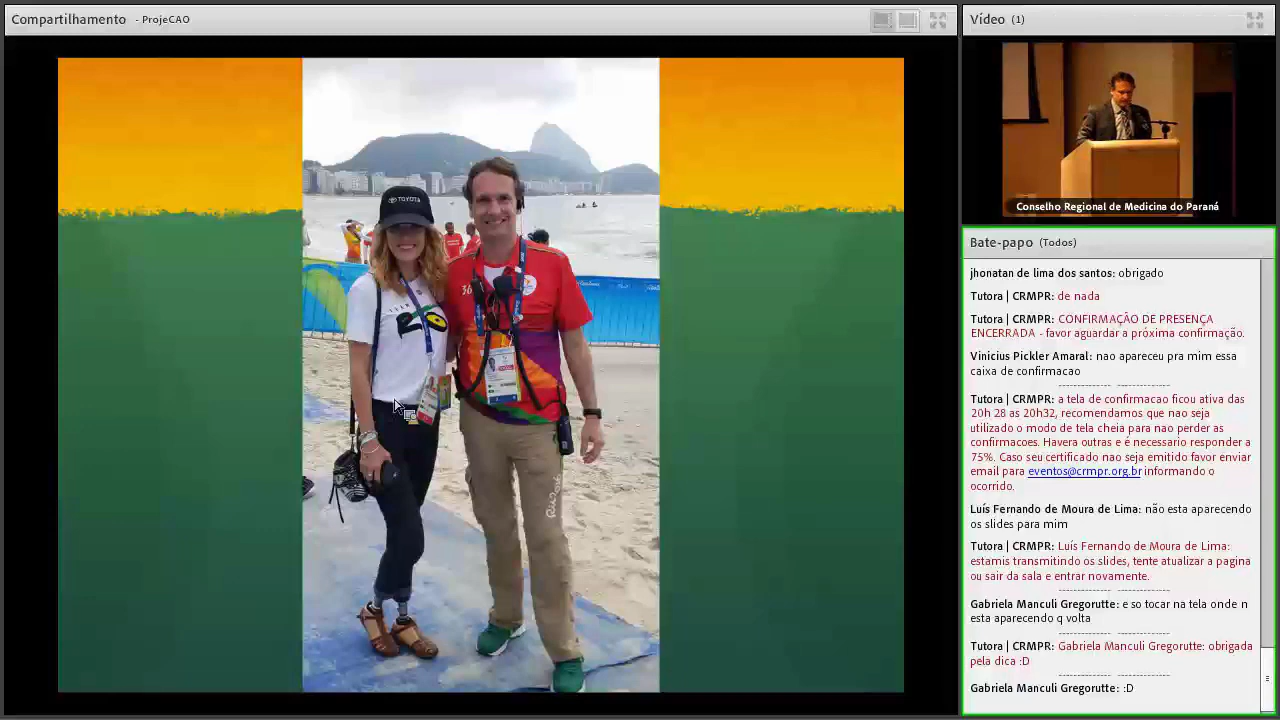 Compartilhamento - ProjeCAO
TOYOTA
20
36
Rio2016
Vídeo (1)
Conselho Regional de Medicina do Paraná
Bate-papo (Todos)
jhonatan de lima dos santos: obrigado
Tutora | CRMPR: de nada
Tutora | CRMPR: CONFIRMAÇÃO DE PRESENÇA
ENCERRADA - favor aguardar a próxima confirmação.
Vinicius Pickler Amaral: nao apareceu pra mim essa
caixa de confirmacao
---------- ----------
Tutora | CRMPR: a tela de confirmacao ficou ativa das
20h 28 as 20h32, recomendamos que nao seja
utilizado o modo de tela cheia para nao perder as
confirmacoes. Havera outras e é necessario responder a
75%. Caso seu certificado nao seja emitido favor enviar
email para eventos@crmpr.org.br informando o
ocorrido.
Luís Fernando de Moura de Lima: não esta aparecendo
os slides para mim
Tutora | CRMPR: Luís Fernando de Moura de Lima:
estamis transmitindo os slides, tente atualizar a pagina
ou sair da sala e entrar novamente.
---------- ----------
Gabriela Manculi Gregorutte: e so tocar na tela onde n
esta aparecendo q volta
---------- ----------
Tutora | CRMPR: Gabriela Manculi Gregorutte: obrigada
pela dica :D
---------- ----------
Gabriela Manculi Gregorutte: :D